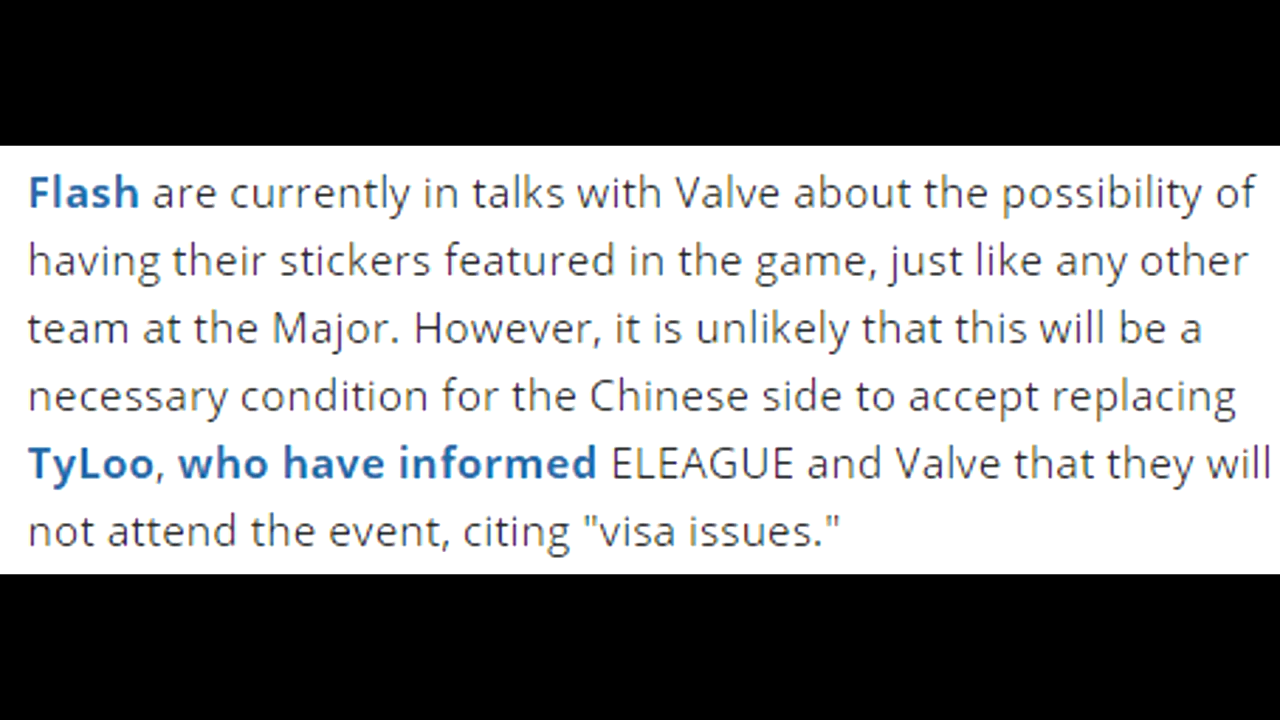 Flash are currently in talks with Valve about the possibility of
having their stickers featured in the game, just like any other
team at the Major. However, it is unlikely that this will be a
necessary condition for the Chinese side to accept replacing
TyLoo, who have informed ELEAGUE and Valve that they will
not attend the event, citing "visa issues."